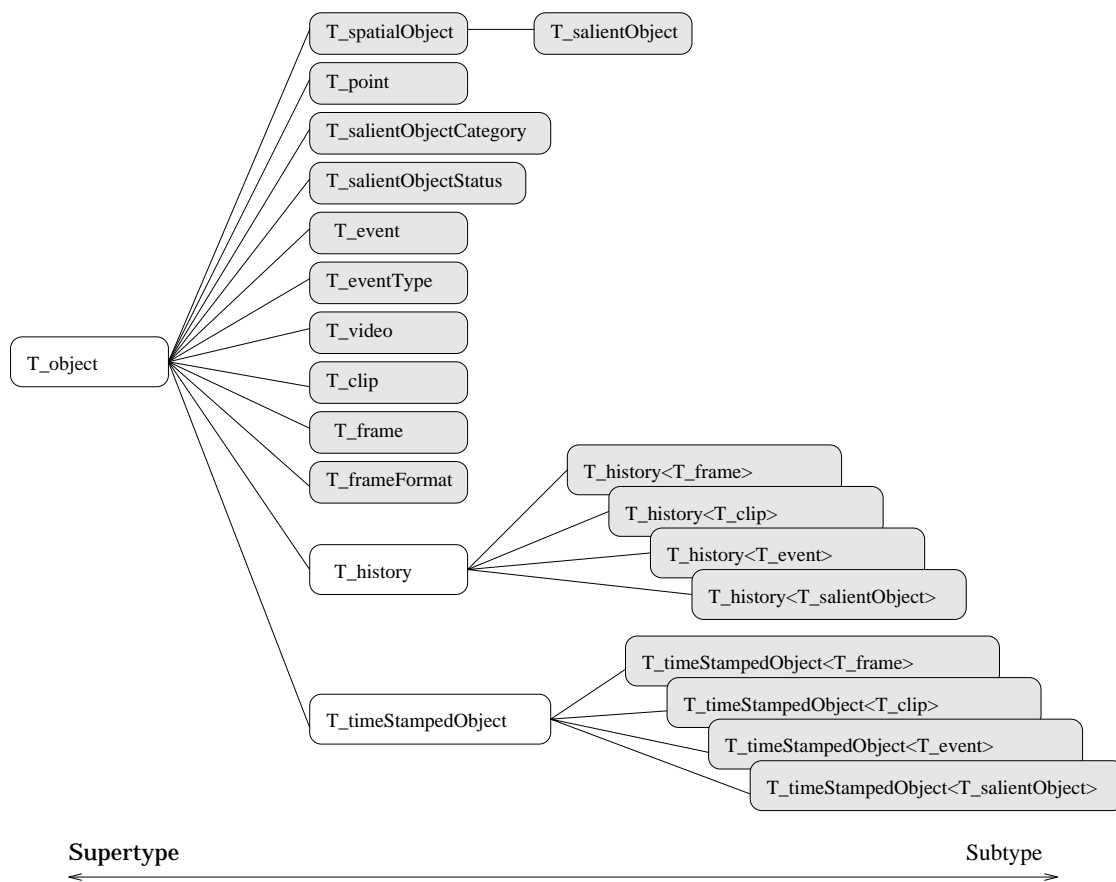 T_spatialObject
T_salientObject
T_point
T_salientObjectCategory
T_salientObjectStatus
T_event
T_eventType
T_video
T_object
T_clip
T_frame
T_history<T_frame>
T_frameFormat
T_history<T_clip>
T_history<T_event>
T_history
T_history<T_salientObject>
T_timeStampedObject<T_frame>
T_timeStampedObject<T_clip>
T_timeStampedObject
T_timeStampedObject<T_event>
T_timeStampedObject<T_salientObject>
Supertype
Subtype